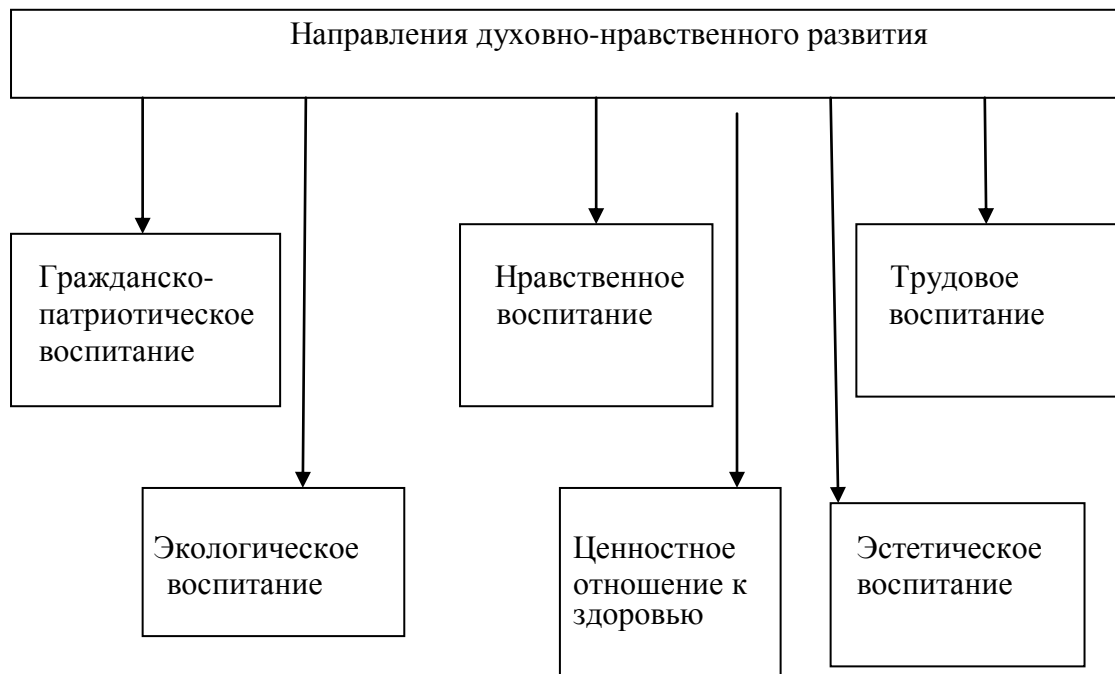 Направления духовно-нравственного развития
Гражданско-
патриотическое
воспитание
Нравственное
воспитание
Трудовое
воспитание
Экологическое
воспитание
Ценностное
отношение к
здоровью
Эстетическое
воспитание